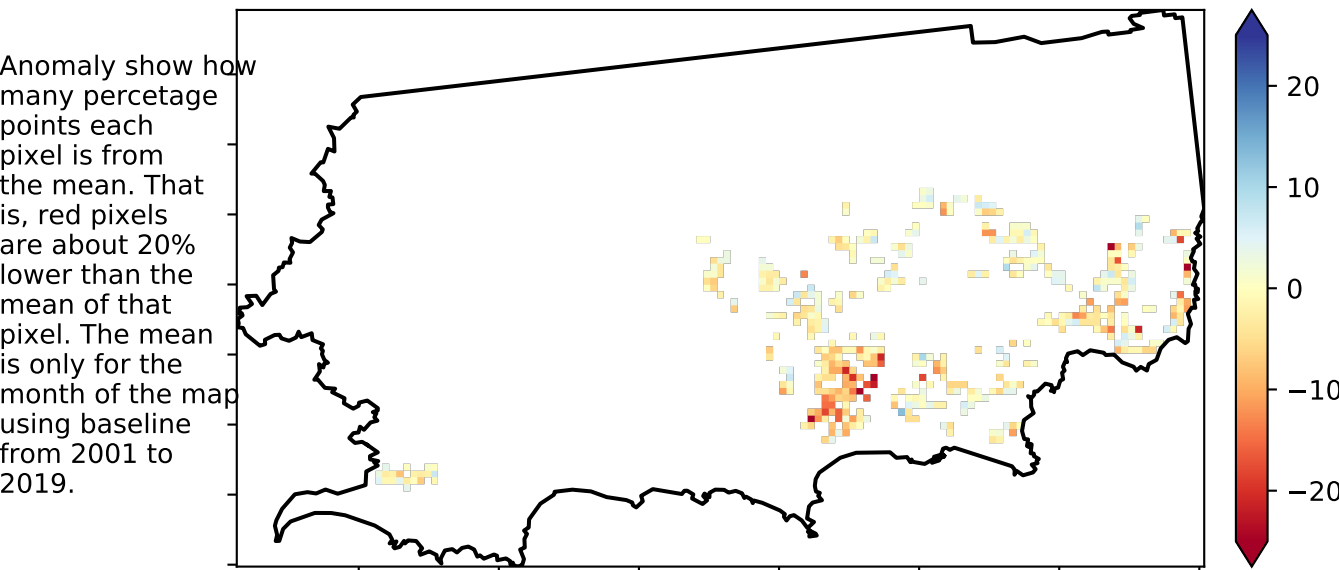 Anomaly show how
many percetage
points each
pixel is from
the mean. That
is, red pixels
are about 20%
lower than the
mean of that
pixel. The mean
is only for the
month of the map
using baseline
from 2001 to
2019.
20
10
0
−10
−20